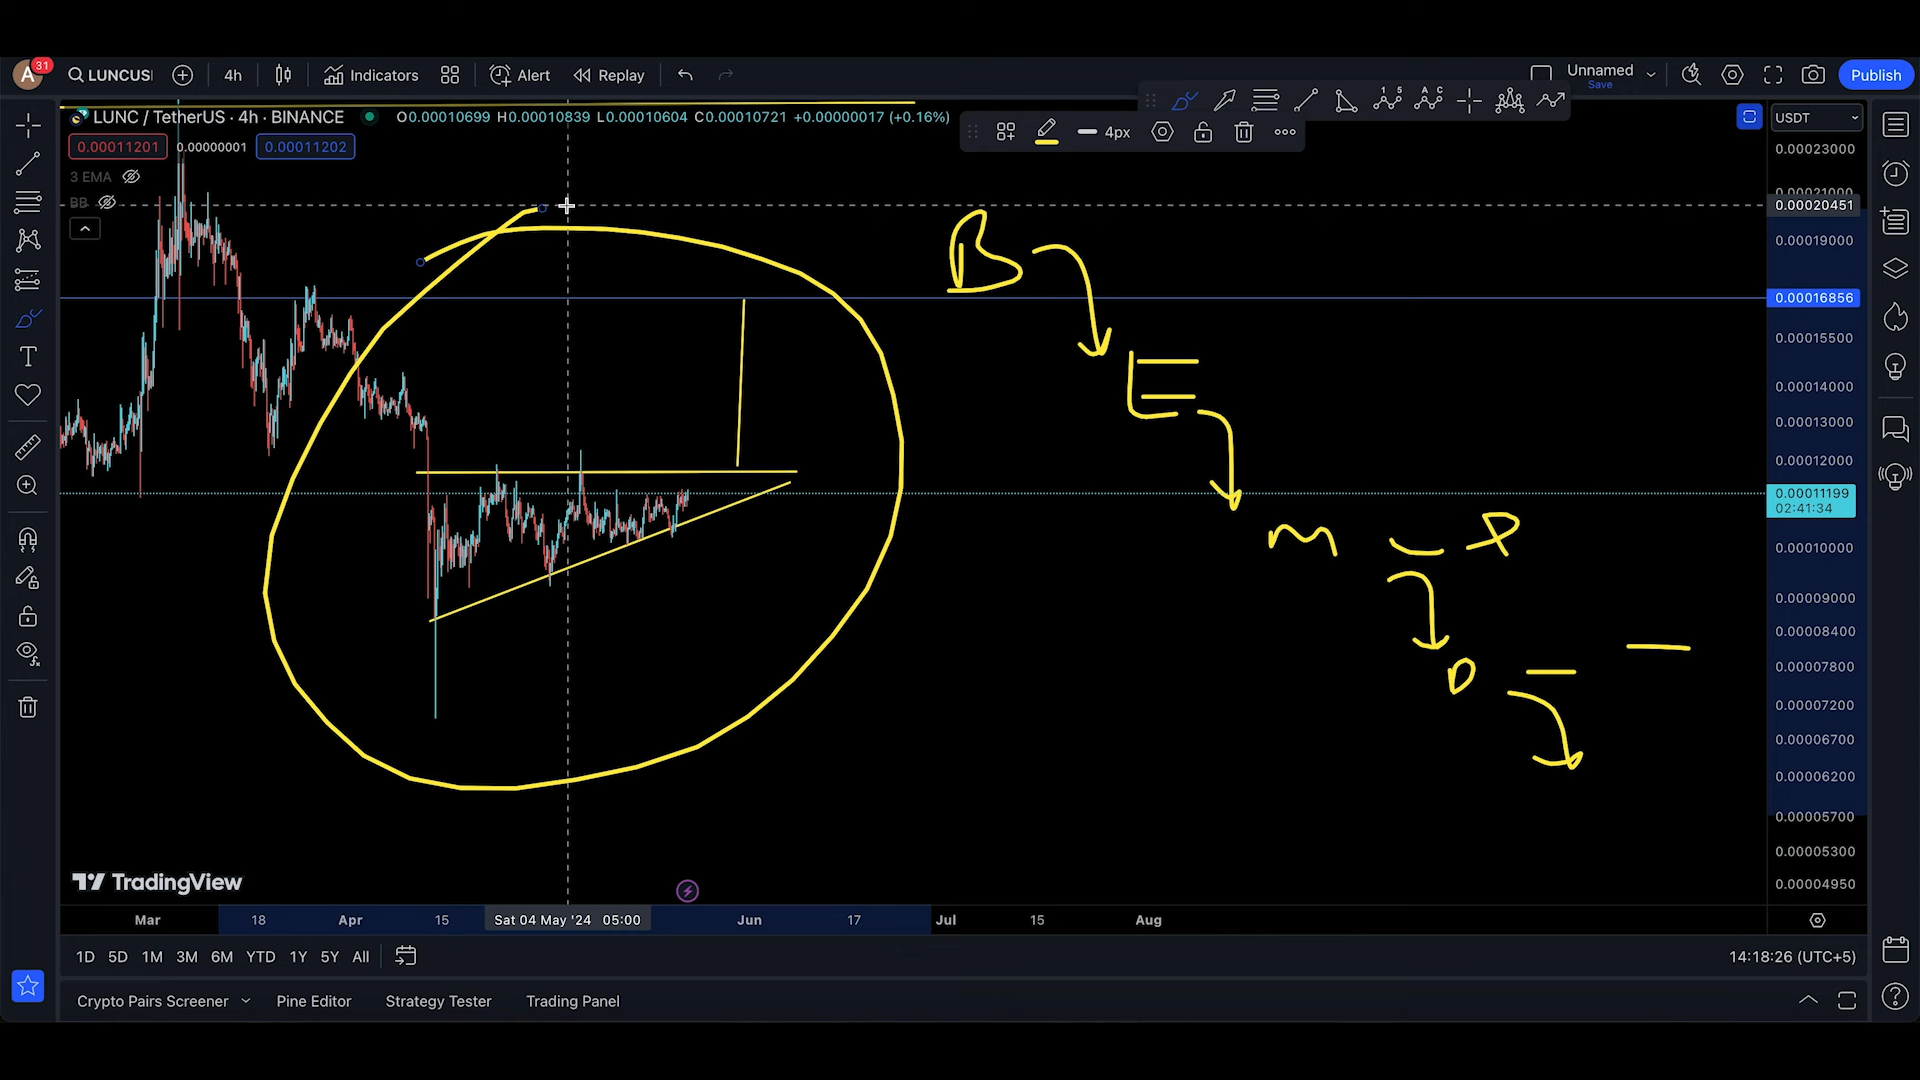 A 31 LUNCUS 4h Indicators Alert Replay Unnamed Save Publish
LUNC / TetherUS · 4h · BINANCE O0.00010699 H0.00010839 L0.00010604 C0.00010721 +0.00000017 (+0.16%)
4px
USDT
0.00011201 0.00000001 0.00011202
3 EMA
BB
0.00023000
0.00021000
0.00020451
0.00019000
0.00016856
0.00015500
0.00014000
0.00013000
0.00012000
0.00011199
02:41:34
0.00010000
0.00009000
0.00008400
0.00007800
0.00007200
0.00006700
0.00006200
0.00005700
0.00005300
0.00004950
B
E
m
D
TradingView
Mar 18 Apr 15 Sat 04 May '24 05:00 Jun 17 Jul 15 Aug
1D 5D 1M 3M 6M YTD 1Y 5Y All 14:18:26 (UTC+5)
Crypto Pairs Screener Pine Editor Strategy Tester Trading Panel